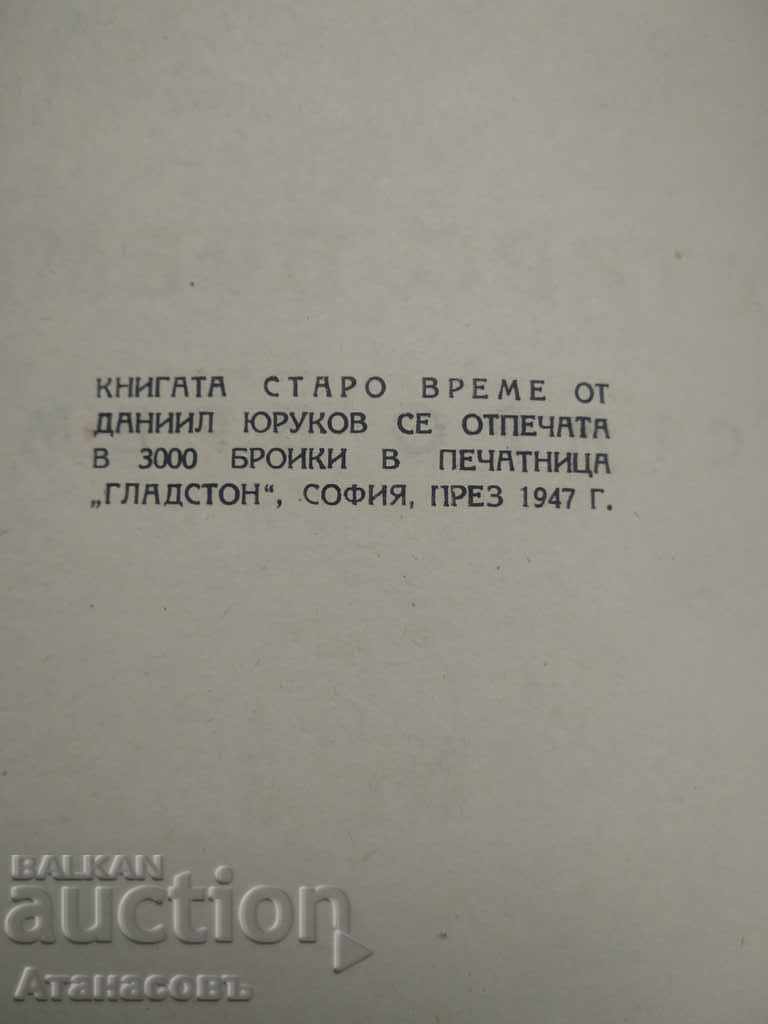 КНИГАТА СТАРО ВРЕМЕ ОТ
ДАНИИЛ ЮРУКОВ СЕ ОТПЕЧАТА
В 3000 БРОИКИ В ПЕЧАТНИЦА
„ГЛАДСТОН“, СОФИЯ, ПРЕЗ 1947 Г.
BALKAN
auction
Атанасовъ